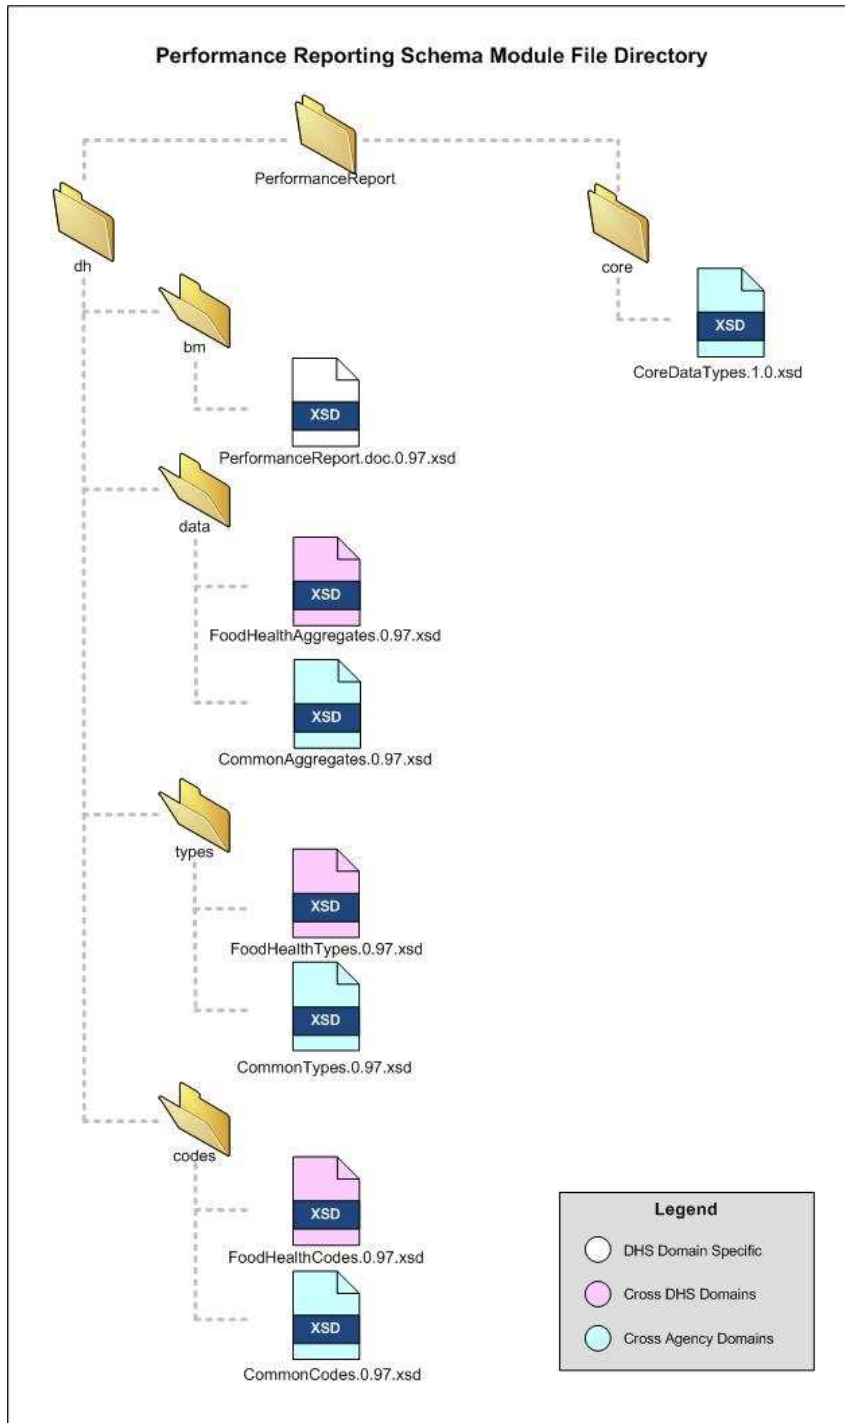 Performance Reporting Schema Module File Directory
PerformanceReport
dh
core
XSD
CoreDataTypes.1.0.xsd
bm
XSD
PerformanceReport.doc.0.97.xsd
data
XSD
FoodHealthAggregates.0.97.xsd
XSD
CommonAggregates.0.97.xsd
types
XSD
FoodHealthTypes.0.97.xsd
XSD
CommonTypes.0.97.xsd
codes
XSD
FoodHealthCodes.0.97.xsd
XSD
CommonCodes.0.97.xsd
Legend
DHS Domain Specific
Cross DHS Domains
Cross Agency Domains